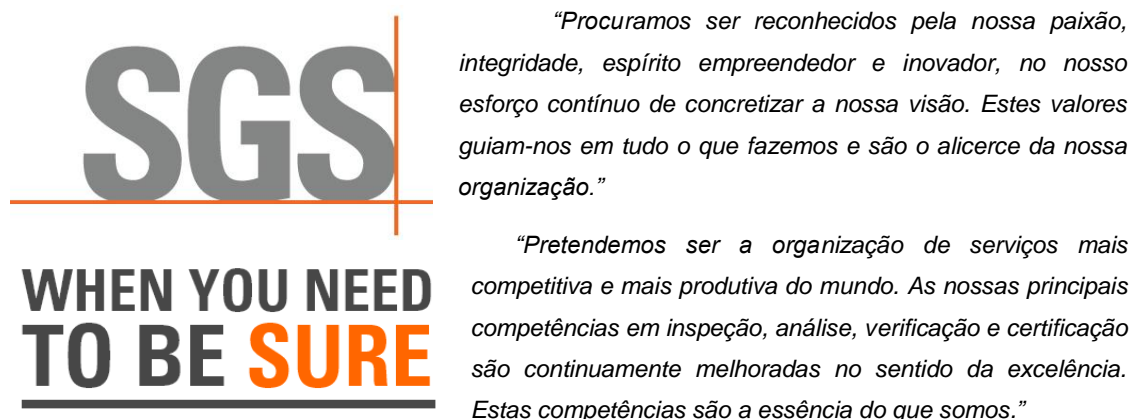 SGS
WHEN YOU NEED
TO BE SURE
“Procuramos ser reconhecidos pela nossa paixão,
integridade, espírito empreendedor e inovador, no nosso
esforço contínuo de concretizar a nossa visão. Estes valores
guiam-nos em tudo o que fazemos e são o alicerce da nossa
organização.”
“Pretendemos ser a organização de serviços mais
competitiva e mais produtiva do mundo. As nossas principais
competências em inspeção, análise, verificação e certificação
são continuamente melhoradas no sentido da excelência.
Estas competências são a essência do que somos.”